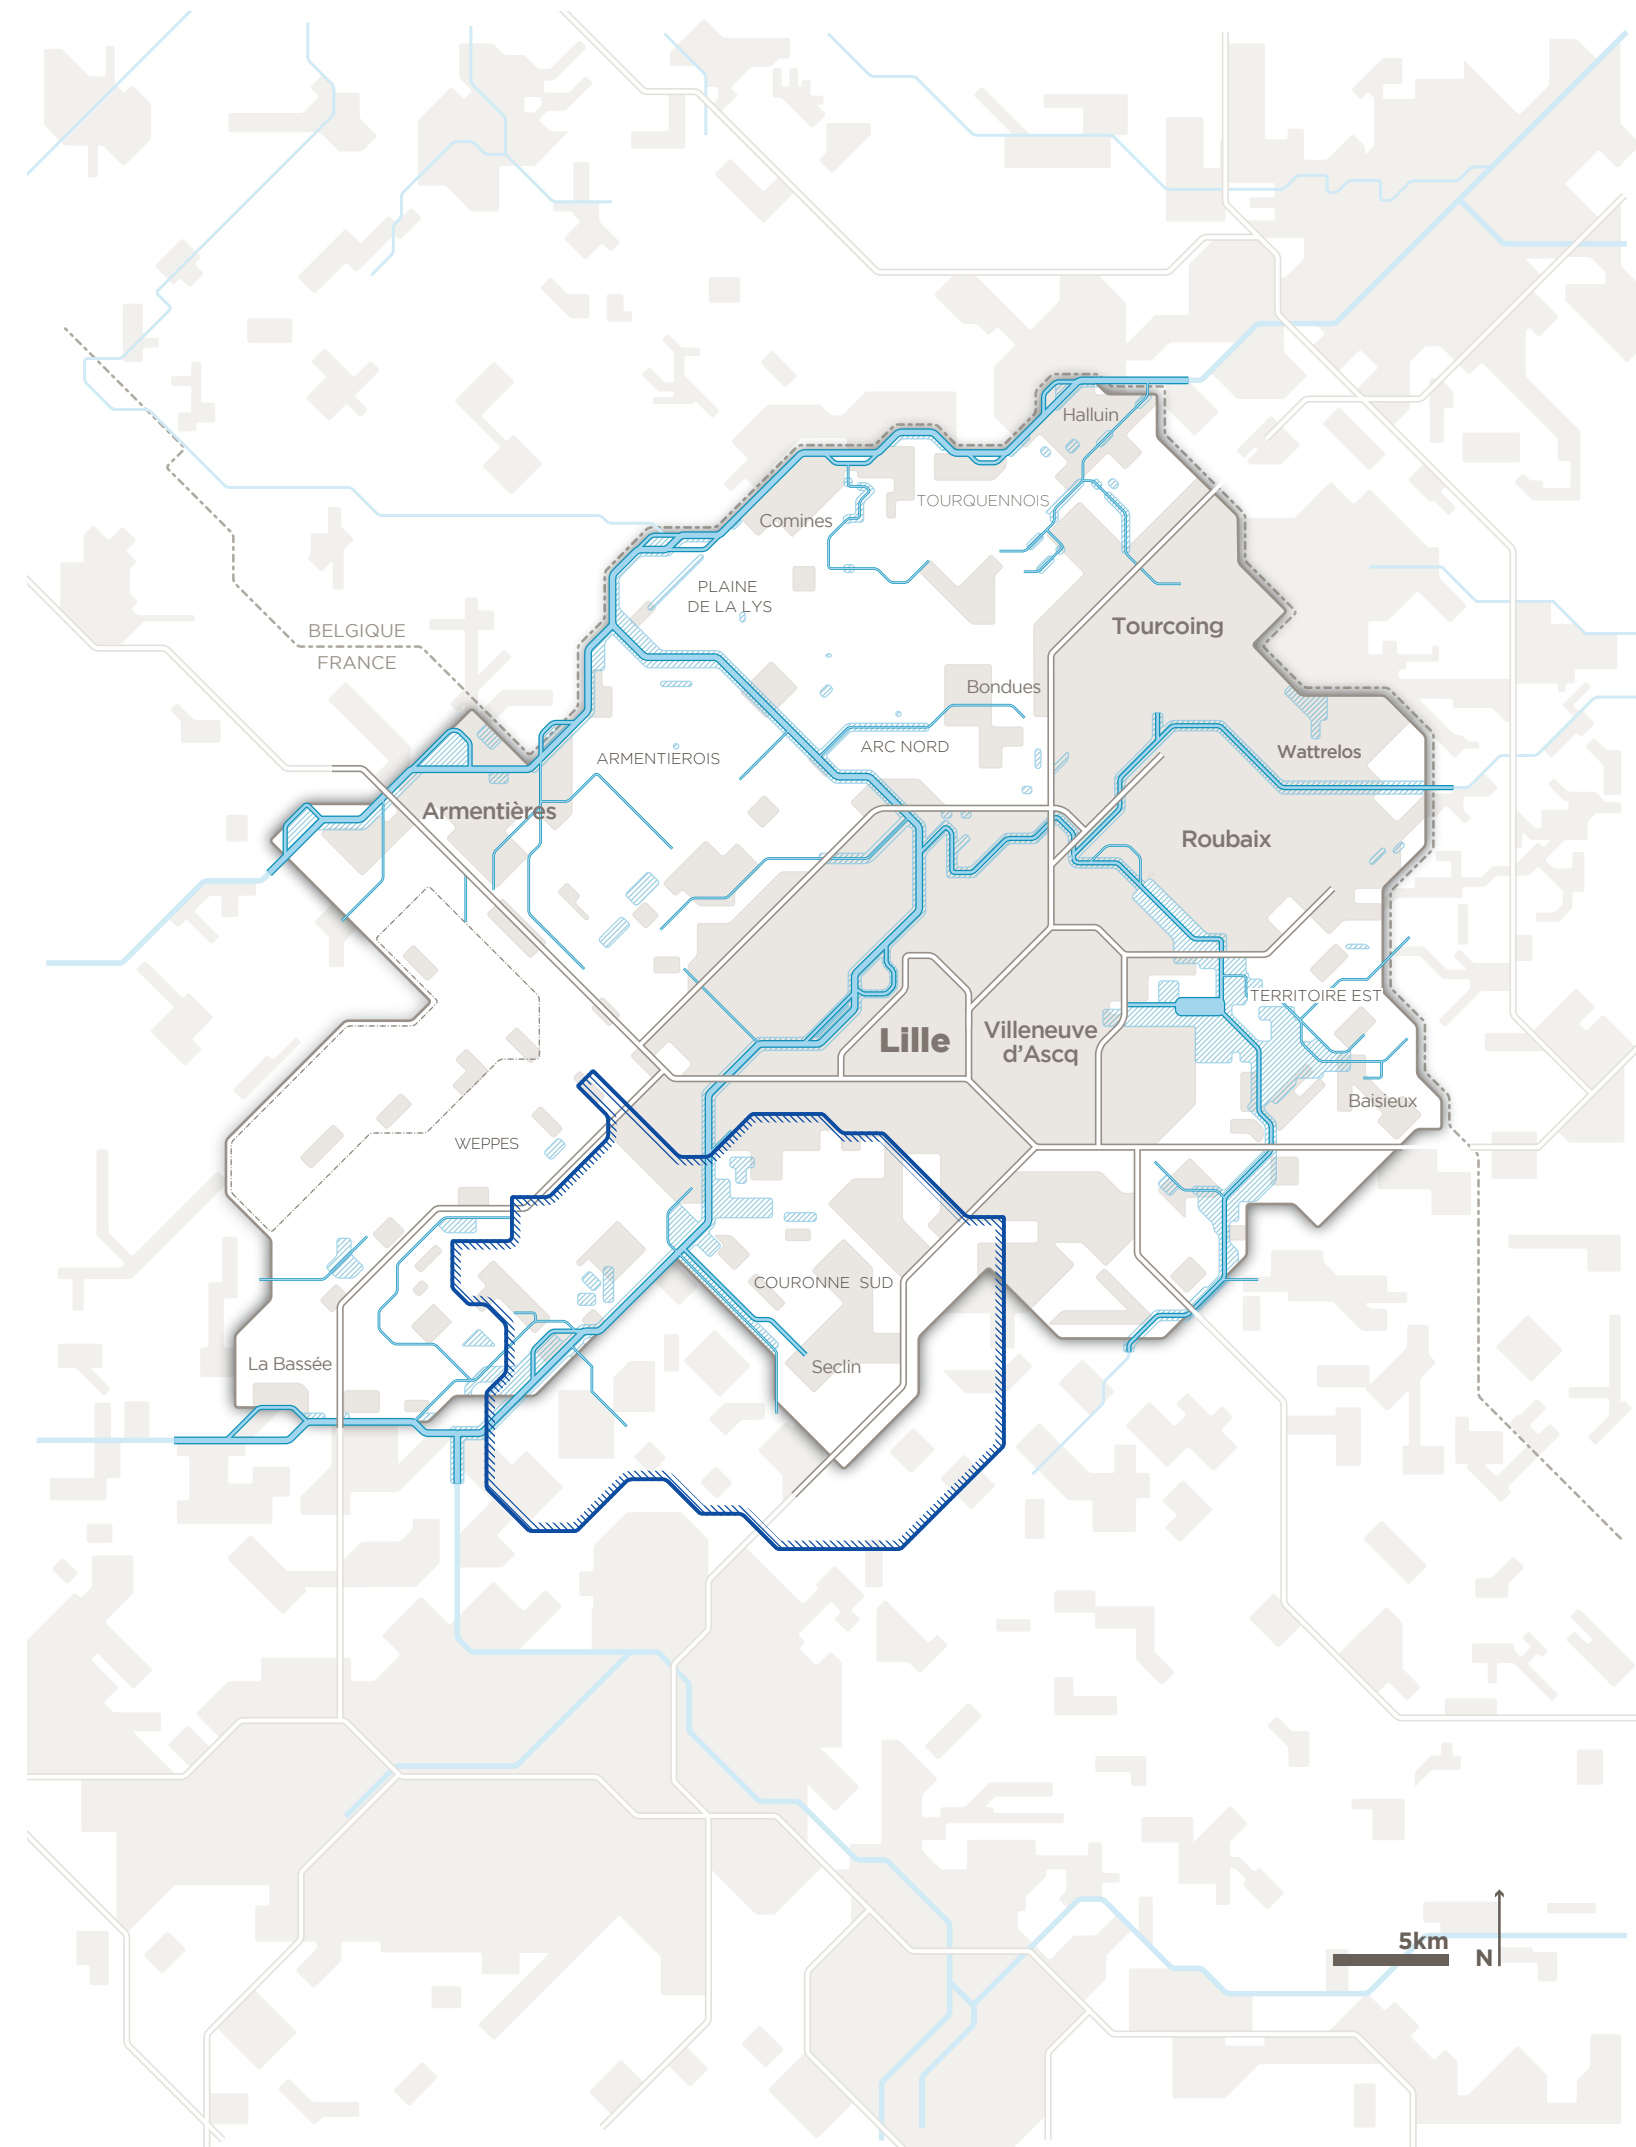 Halluin
TOURQUENNOIS
Comines
PLAINE
DE LA LYS
Tourcoing
BELGIQUE
FRANCE
Bondues
ARC NORD
Wattrelos
ARMENTIEROIS
Armentières
Roubaix
TERRITOIRE EST
Lille
Villeneuve
d'Ascq
Baisieux
WEPPES
COURONNE SUD
La Bassée
Seclin
5km
N